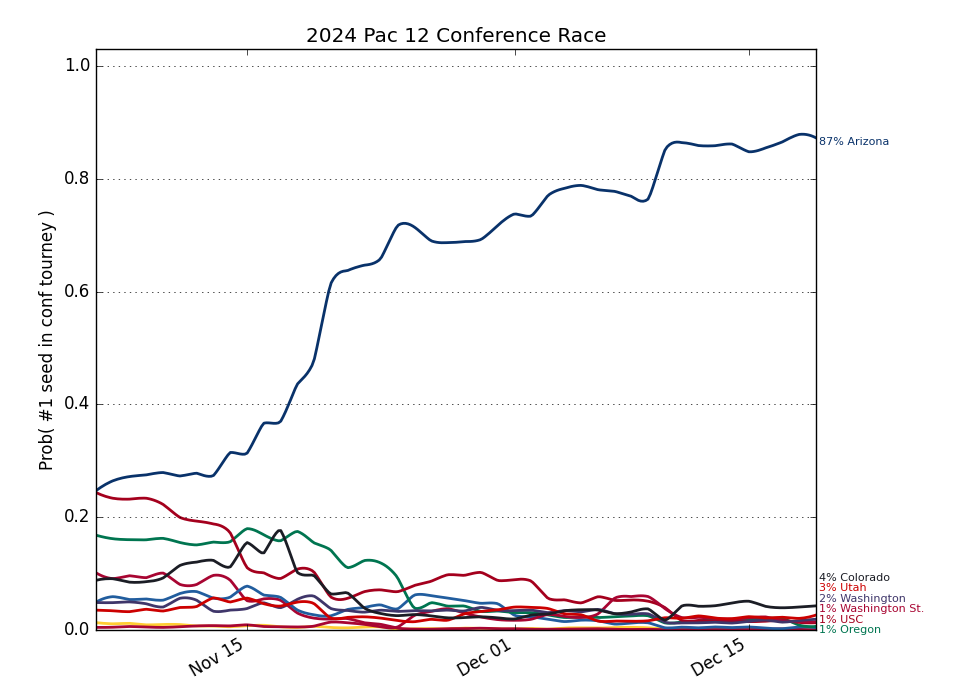 2024 Pac 12 Conference Race
Prob( #1 seed in conf tourney )
1.0
0.8
0.6
0.4
0.2
0.0
Nov 15
Dec 01
Dec 15
87% Arizona
4% Colorado
3% Utah
2% Washington
1% Washington St.
1% USC
1% Oregon